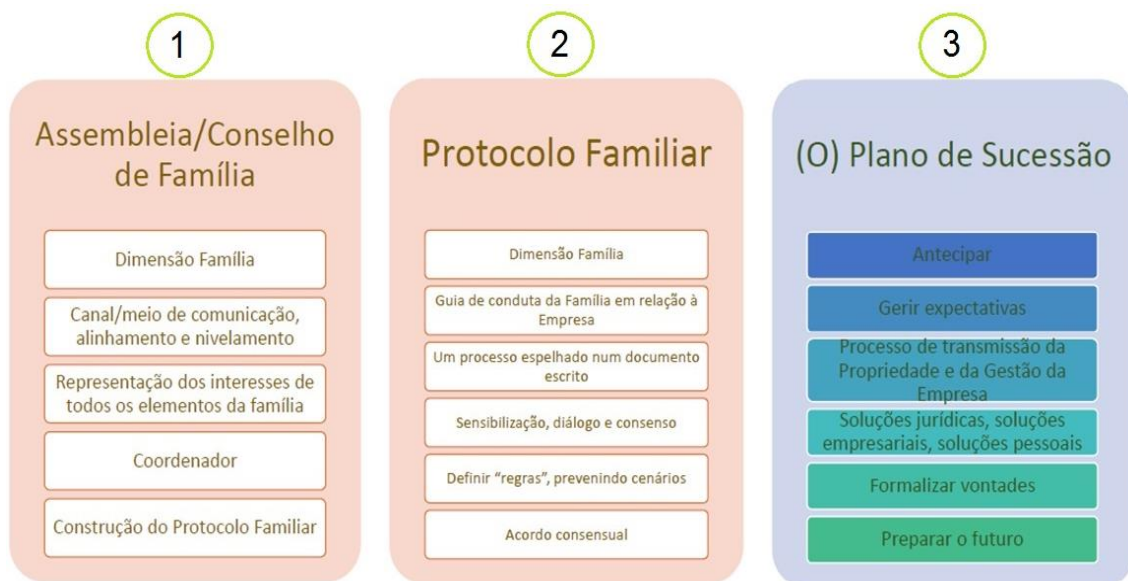 1
Assembleia/Conselho
de Família
Dimensão Família
Canal/meio de comunicação,
alinhamento e nivelamento
Representação dos interesses de
todos os elementos da família
Coordenador
Construção do Protocolo Familiar
2
Protocolo Familiar
Dimensão Família
Guia de conduta da Família em relação à
Empresa
Um processo espelhado num documento
escrito
Sensibilização, diálogo e consenso
Definir “regras”, prevenindo cenários
Acordo consensual
3
(O) Plano de Sucessão
Antecipar
Gerir expectativas
Processo de transmissão da
Propriedade e da Gestão da
Empresa
Soluções jurídicas, soluções
empresariais, soluções pessoais
Formalizar vontades
Preparar o futuro